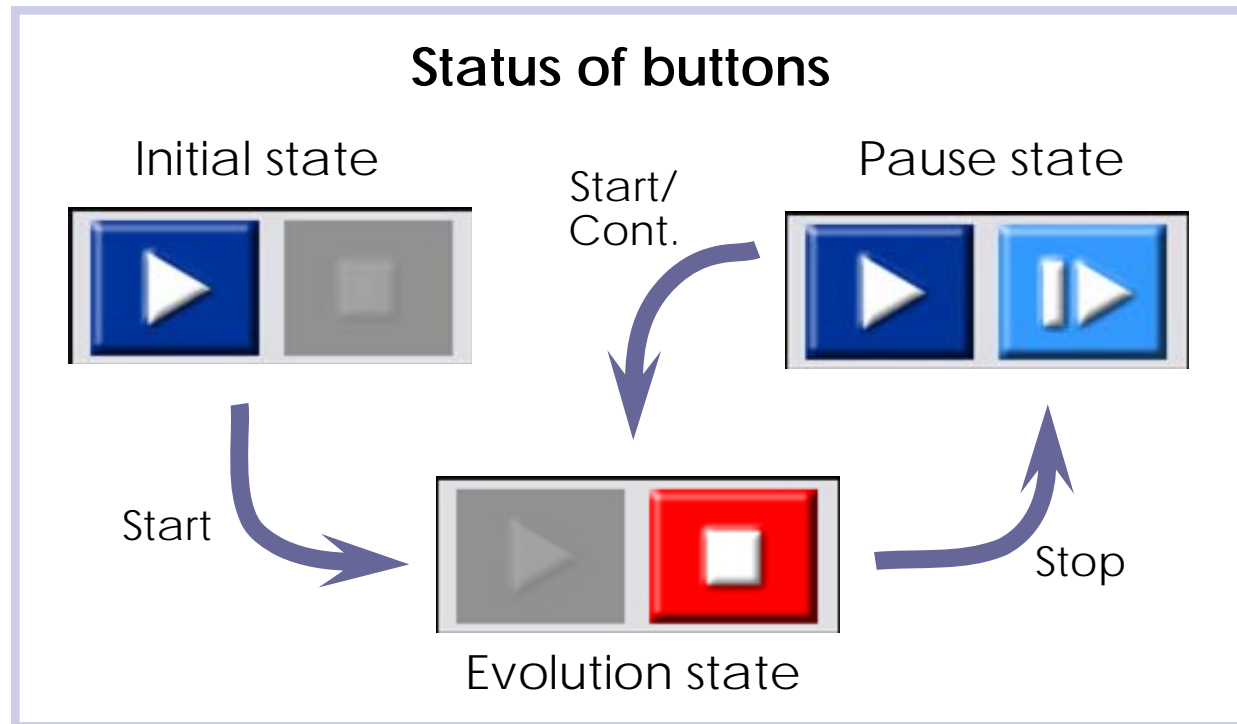 Status of buttons
Initial state
Start/
Cont.
Pause state
Start
Stop
Evolution state